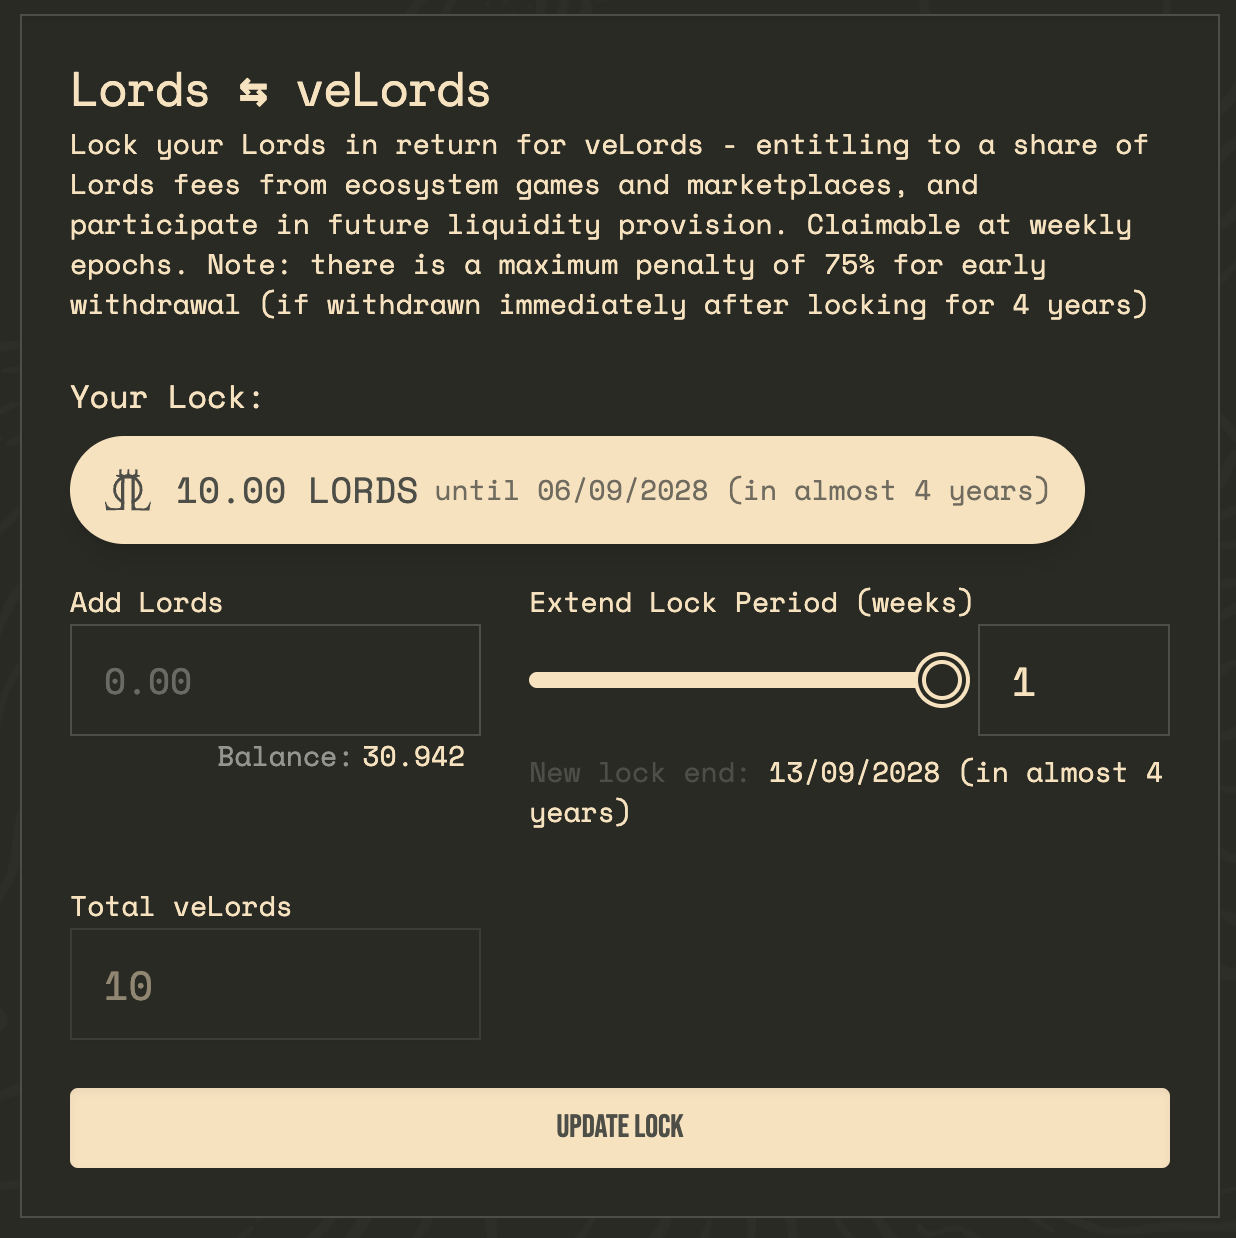 Lords ⇆ veLords
Lock your Lords in return for veLords - entitling to a share of
Lords fees from ecosystem games and marketplaces, and
participate in future liquidity provision. Claimable at weekly
epochs. Note: there is a maximum penalty of 75% for early
withdrawal (if withdrawn immediately after locking for 4 years)
Your Lock:
10.00 LORDS until 06/09/2028 (in almost 4 years)
Add Lords
0.00
Balance: 30.942
Extend Lock Period (weeks)
1
New lock end: 13/09/2028 (in almost 4
years)
Total veLords
10
UPDATE LOCK